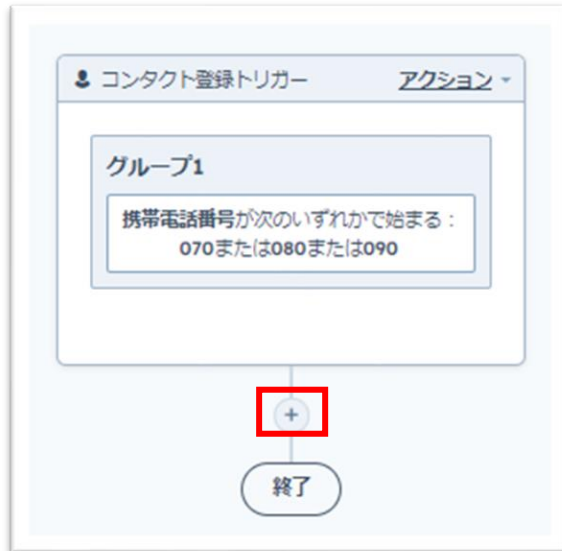 コンタクト登録トリガー アクション
グループ1
携帯電話番号が次のいずれかで始まる：
070または080または090
+
終了